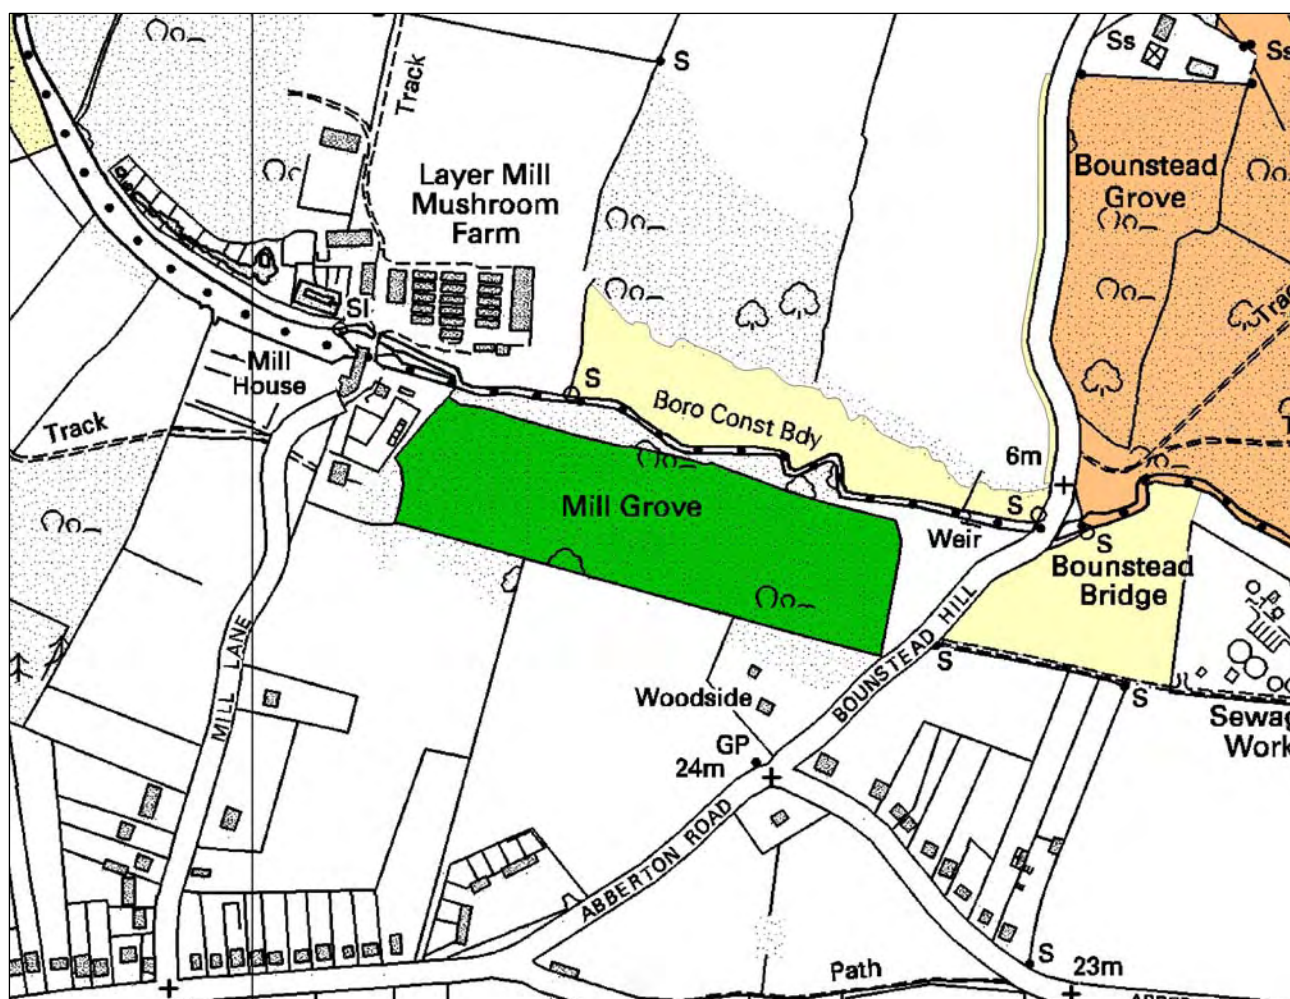 Track
S
Ss
Ss
Layer Mill
Mushroom
Farm
Bounstead
Grove
Sl
Mill
House
S
Boro Const Bdy
Track
6m
Mill Grove
S
Weir
S
Bounstead
Bridge
MILL LANE
BOUNSTEAD HILL
S
S
Woodside
GP
24m
Sewag
Work
ABBERTON ROAD
S
Path
23m